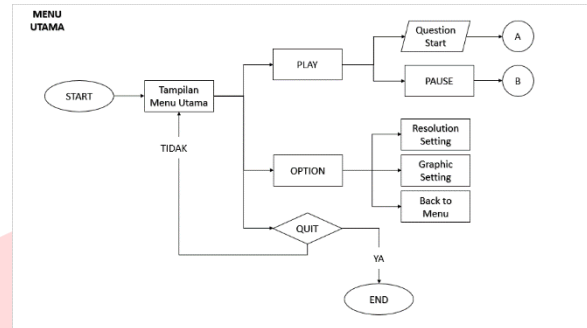 MENU
UTAMA
START
Tampilan
Menu Utama
TIDAK
PLAY
Question
Start
A
PAUSE
B
OPTION
Resolution
Setting
Graphic
Setting
Back to
Menu
QUIT
YA
END